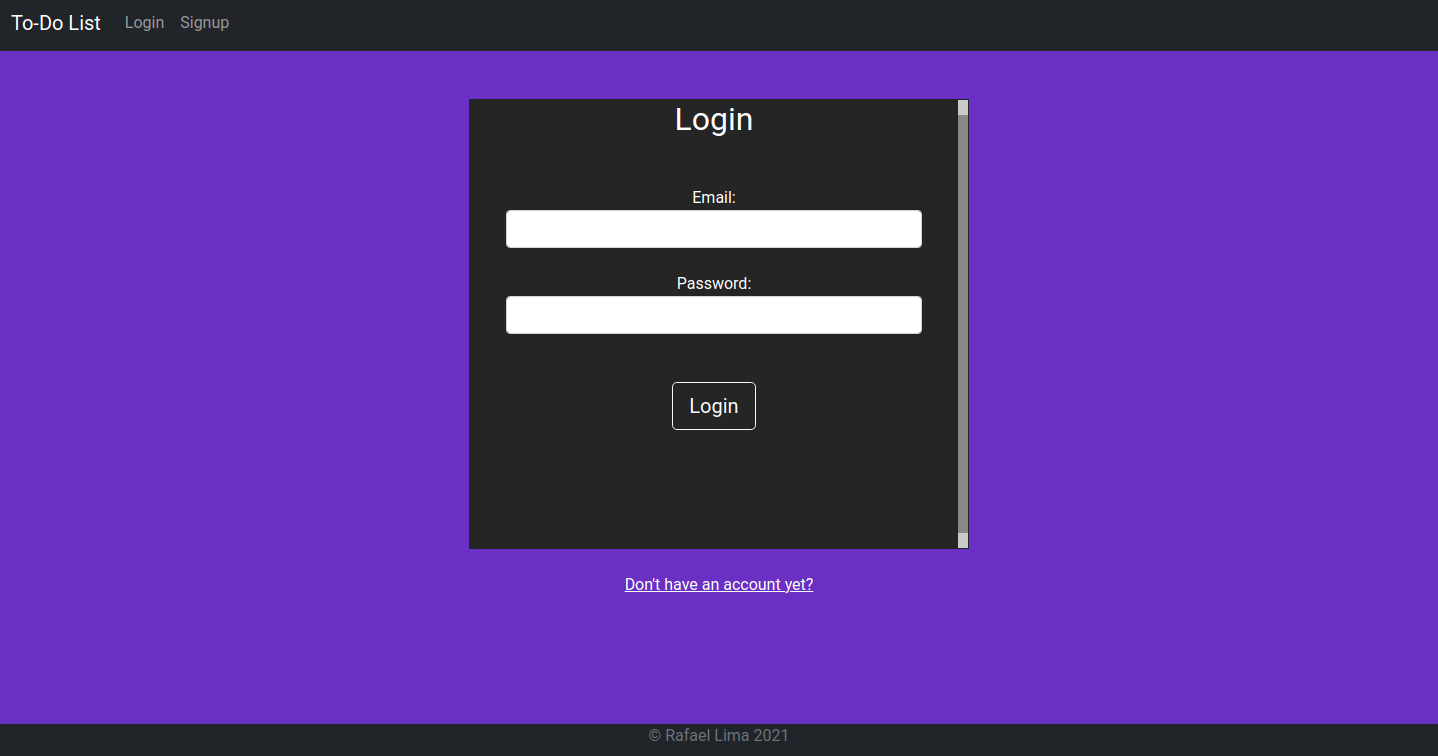 To-Do List Login Signup
Login
Email:
Password:
Login
Don't have an account yet?
© Rafael Lima 2021